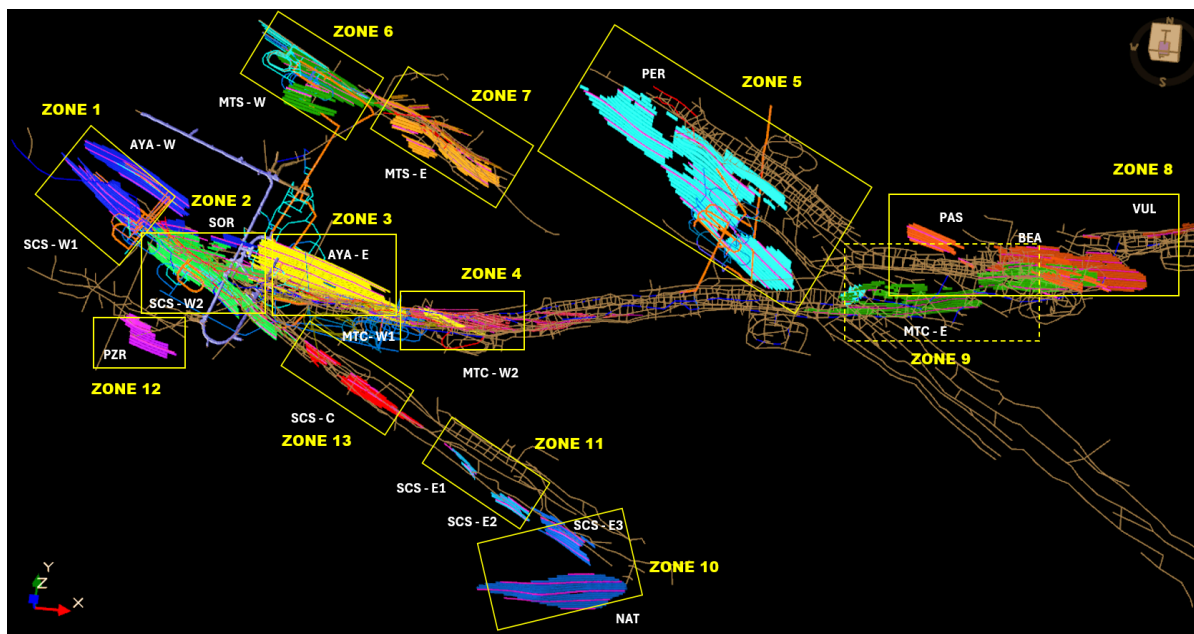 N
T
W
S
ZONE 6
PER
ZONE 5
ZONE 7
MTS - W
ZONE 1
AYA - W
MTS - E
ZONE 8
ZONE 2
SOR
ZONE 3
PAS
VUL
SCS - W1
BEA
AYA - E
ZONE 4
SCS - W2
MTC - W1
MTC - E
PZR
ZONE 9
MTC - W2
ZONE 12
SCS - C
ZONE 13
ZONE 11
SCS - E1
SCS - E2
SCS - E3
ZONE 10
NAT
Y
Z
X